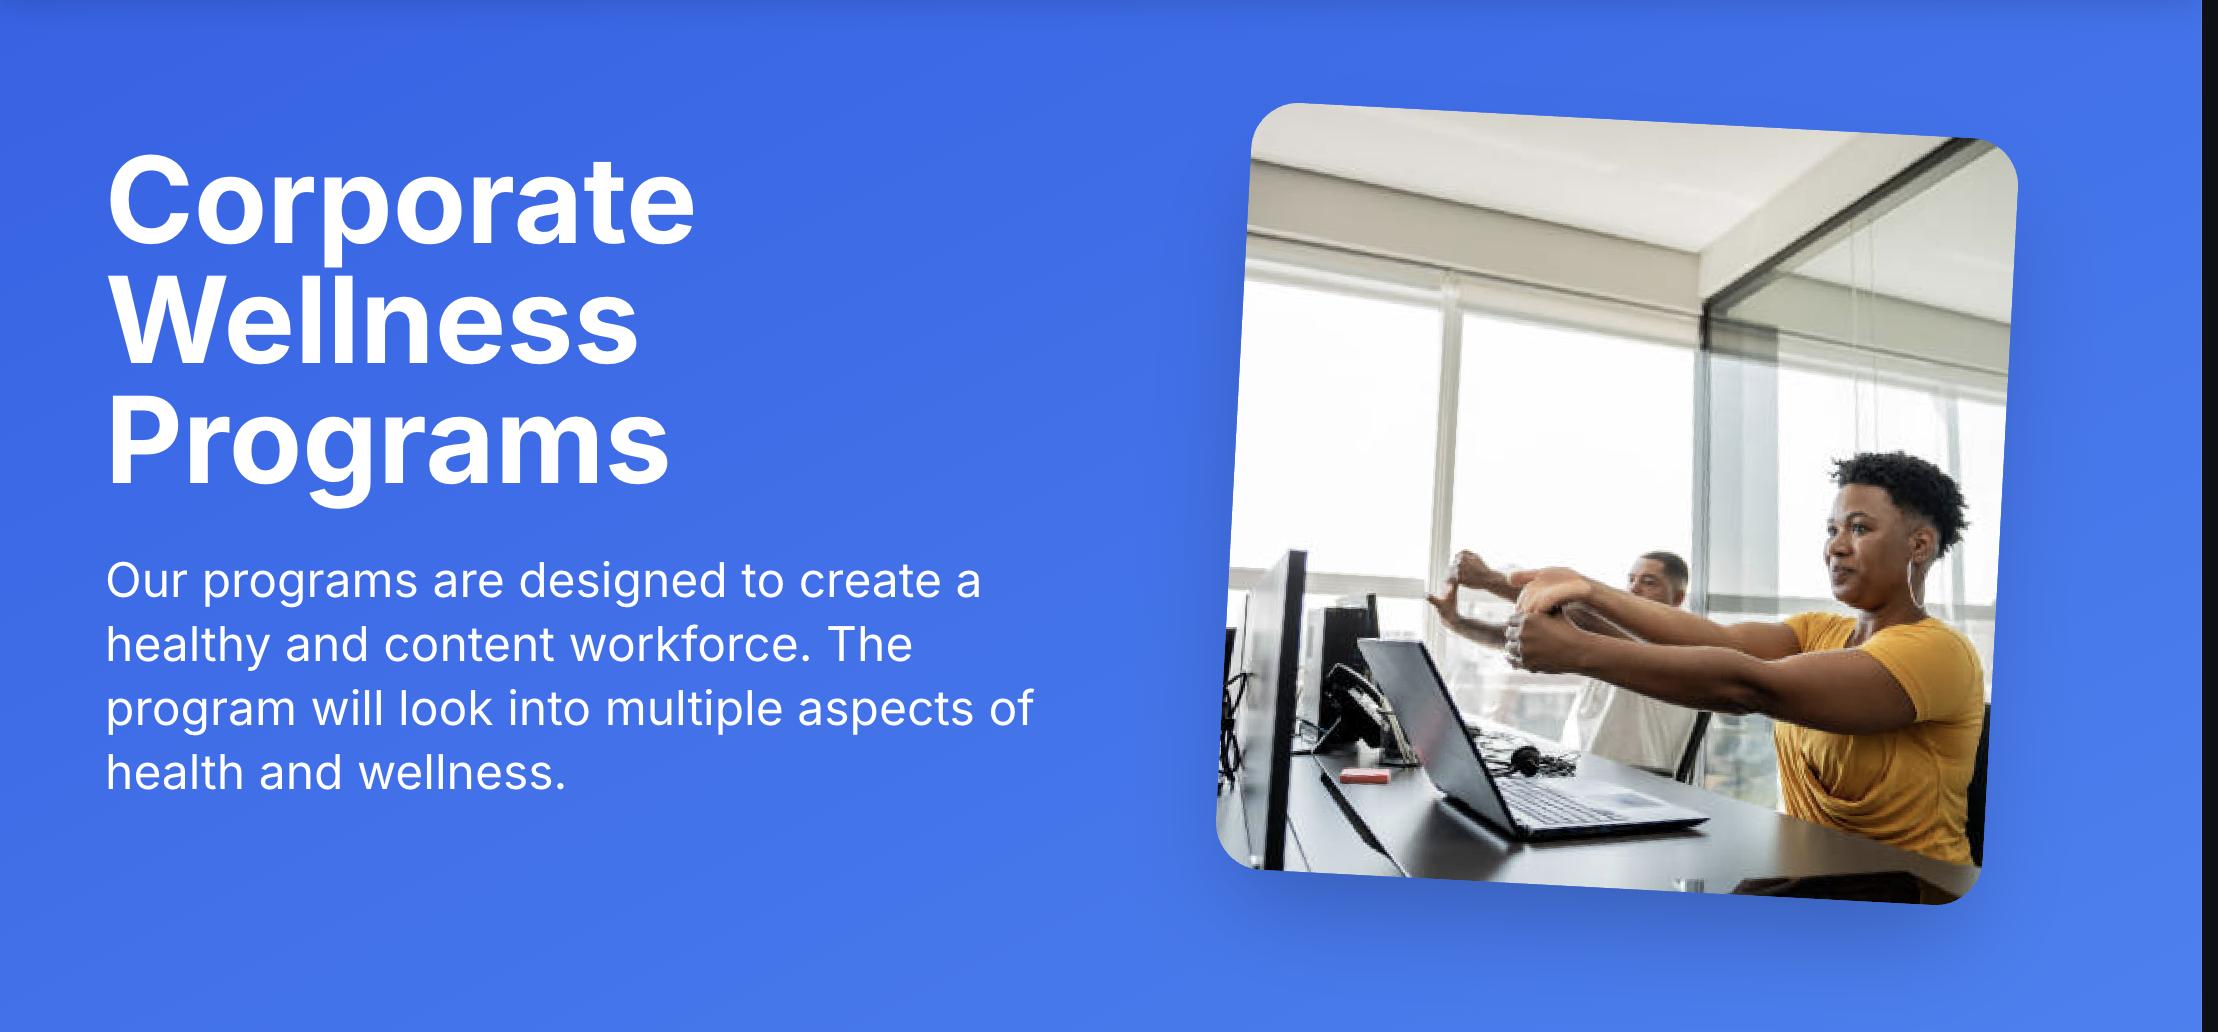 Corporate
Wellness
Programs
Our programs are designed to create a
healthy and content workforce. The
program will look into multiple aspects of
health and wellness.